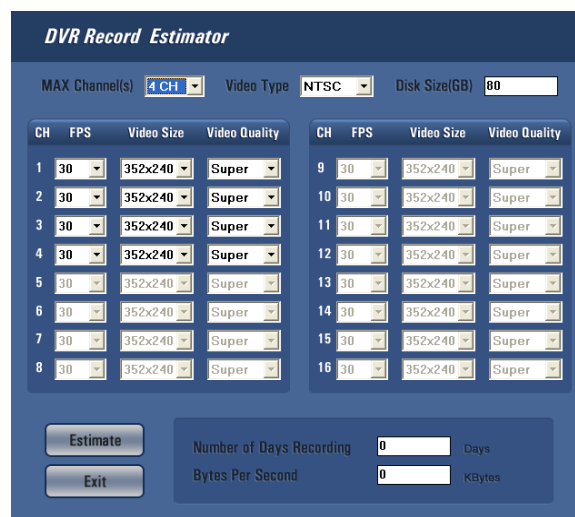 DVR Record Estimator
MAX Channel(s) 4 CH Video Type NTSC Disk Size(GB) 80
CH FPS Video Size Video Quality CH FPS Video Size Video Quality
1 30 352x240 Super 9 30 352x240 Super
2 30 352x240 Super 10 30 352x240 Super
3 30 352x240 Super 11 30 352x240 Super
4 30 352x240 Super 12 30 352x240 Super
5 30 352x240 Super 13 30 352x240 Super
6 30 352x240 Super 14 30 352x240 Super
7 30 352x240 Super 15 30 352x240 Super
8 30 352x240 Super 16 30 352x240 Super
Estimate
Number of Days Recording 0 Days
Bytes Per Second 0 KBytes
Exit